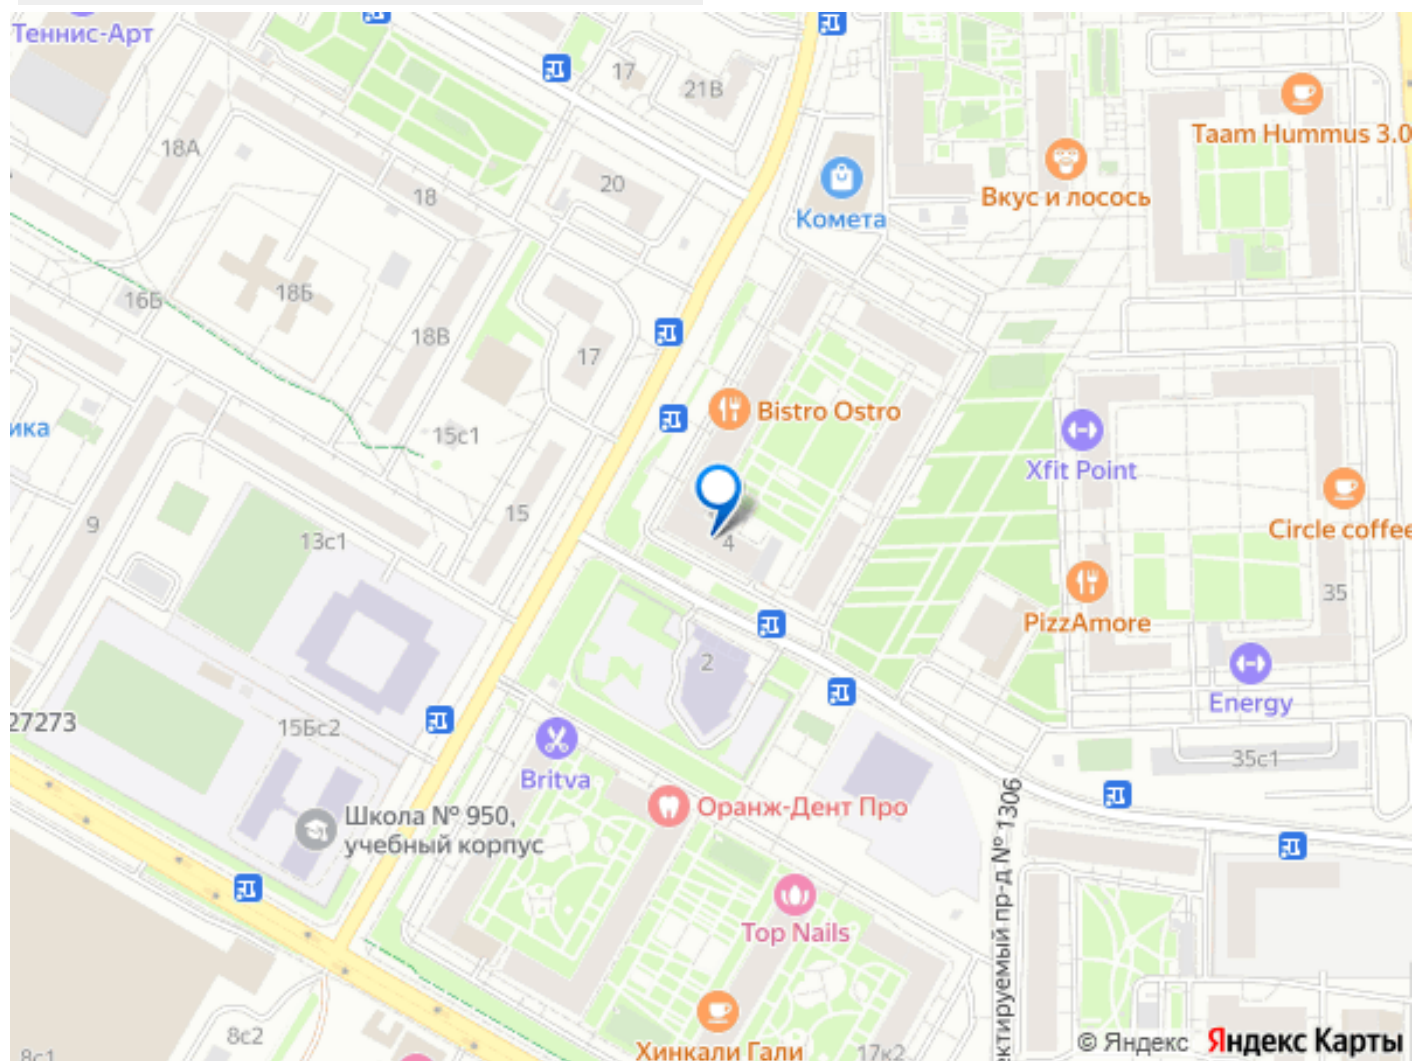 Теннис-Арт
17
21В
Taam Hummus 3.0
18А
18
20
Вкус и лосось
Комета
16Б
18Б
18В
17
Bistro Ostro
ика
15с1
Xfit Point
9
15
13с1
4
Circle coffee
35
PizzAmore
2
Energy
27273
15Бс2
35с1
Britva
Оранж-Дент Про
Школа № 950,
учебный корпус
ектируемый пр-д № 1306
Top Nails
8с2
8с1
Хинкали Гали
17к2
© Яндекс Яндекс Карты